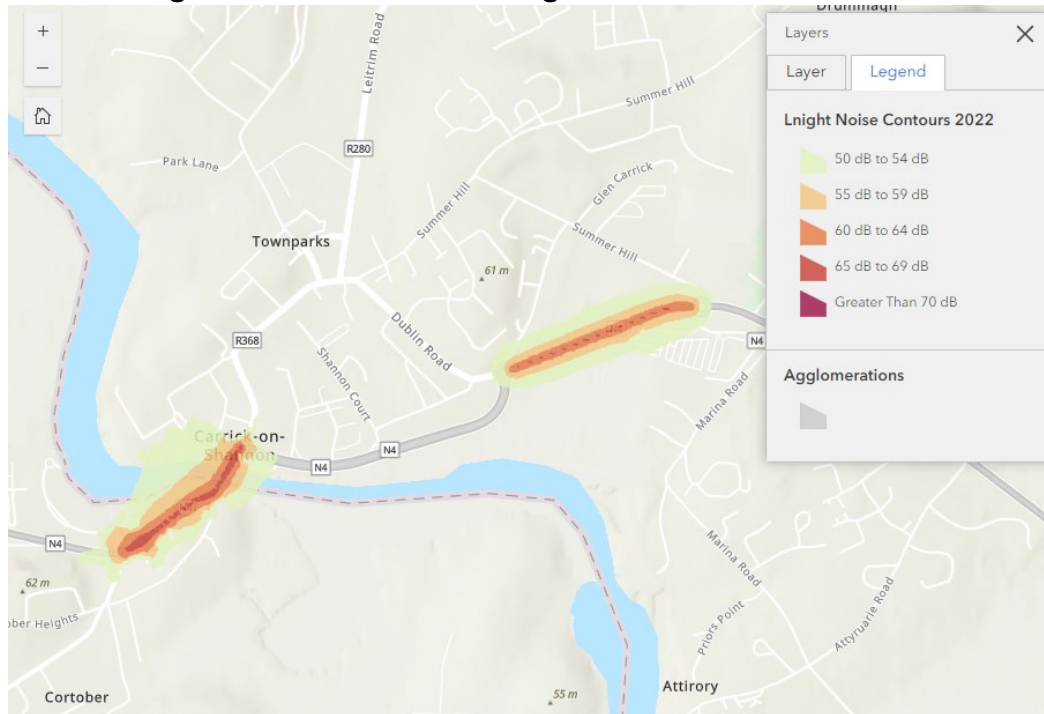 Drummagh
+
−
Leitrim Road
Summer Hill
R280
Park Lane
Glen Carrick
Summer Hill
Summer Hill
Townparks
61 m
Dublin Road
R368
Shannon Court
N4
Marina Road
Carrick-on-
Shannon
N4
N4
N4
62 m
Marina Road
ober Heights
Priors Point
Attyruarie Road
Cortober
55 m
Attirory
Layers
Layer
Legend
Lnight Noise Contours 2022
50 dB to 54 dB
55 dB to 59 dB
60 dB to 64 dB
65 dB to 69 dB
Greater Than 70 dB
Agglomerations